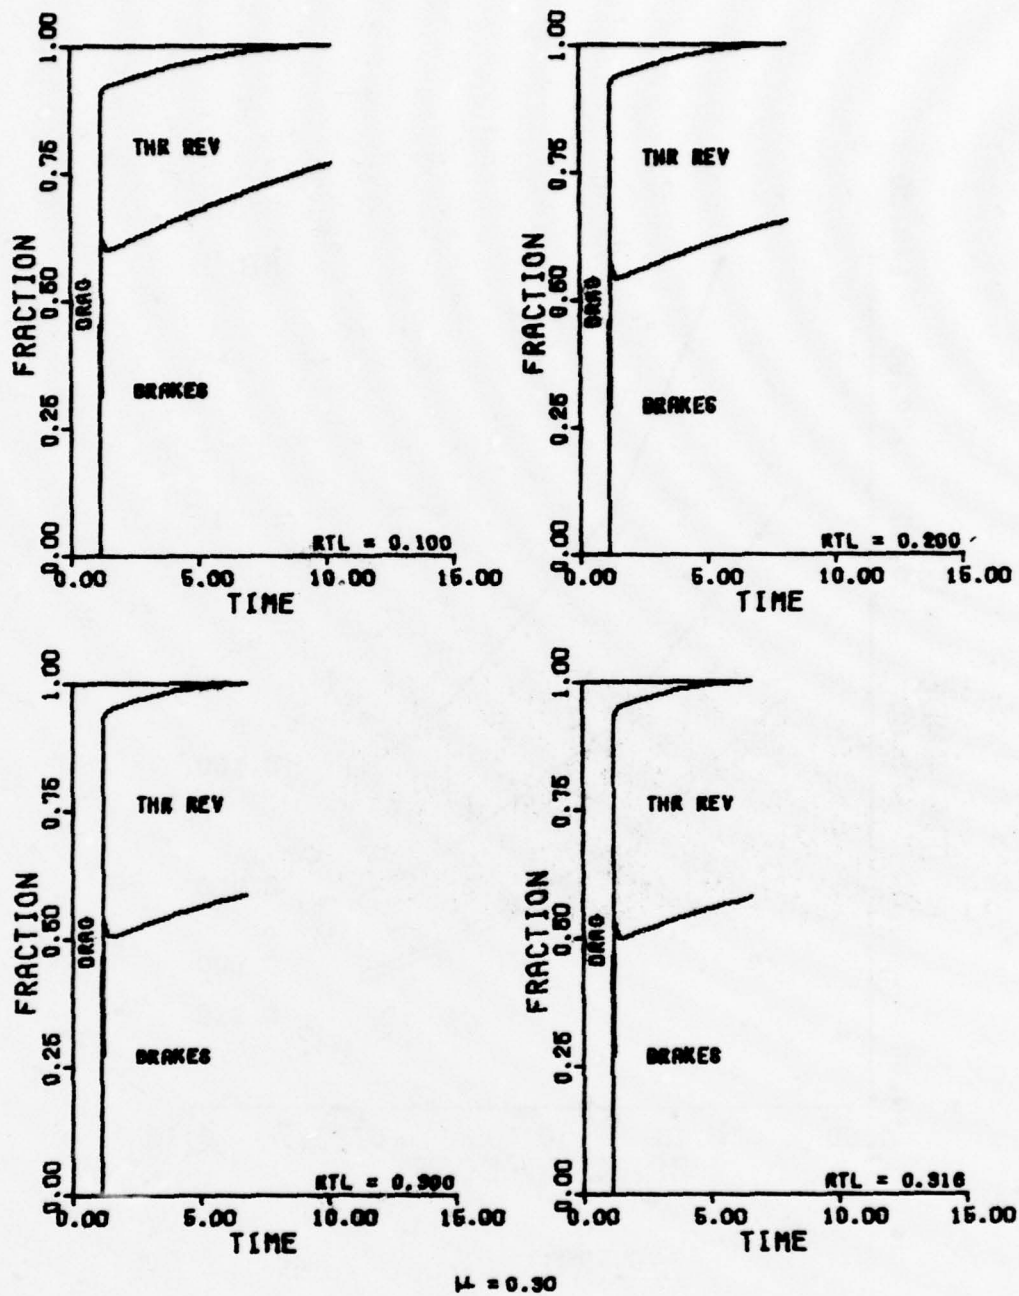 1.00
0.75
0.50
0.25
0.00
FRACTION
THR REV
DRAG
BRAKES
RTL = 0.100
0.00 5.00 10.00 15.00
TIME
1.00
0.75
0.50
0.25
0.00
FRACTION
THR REV
DRAG
BRAKES
RTL = 0.200
0.00 5.00 10.00 15.00
TIME
1.00
0.75
0.50
0.25
0.00
FRACTION
THR REV
DRAG
BRAKES
RTL = 0.300
0.00 5.00 10.00 15.00
TIME
1.00
0.75
0.50
0.25
0.00
FRACTION
THR REV
DRAG
BRAKES
RTL = 0.316
0.00 5.00 10.00 15.00
TIME
μ = 0.30